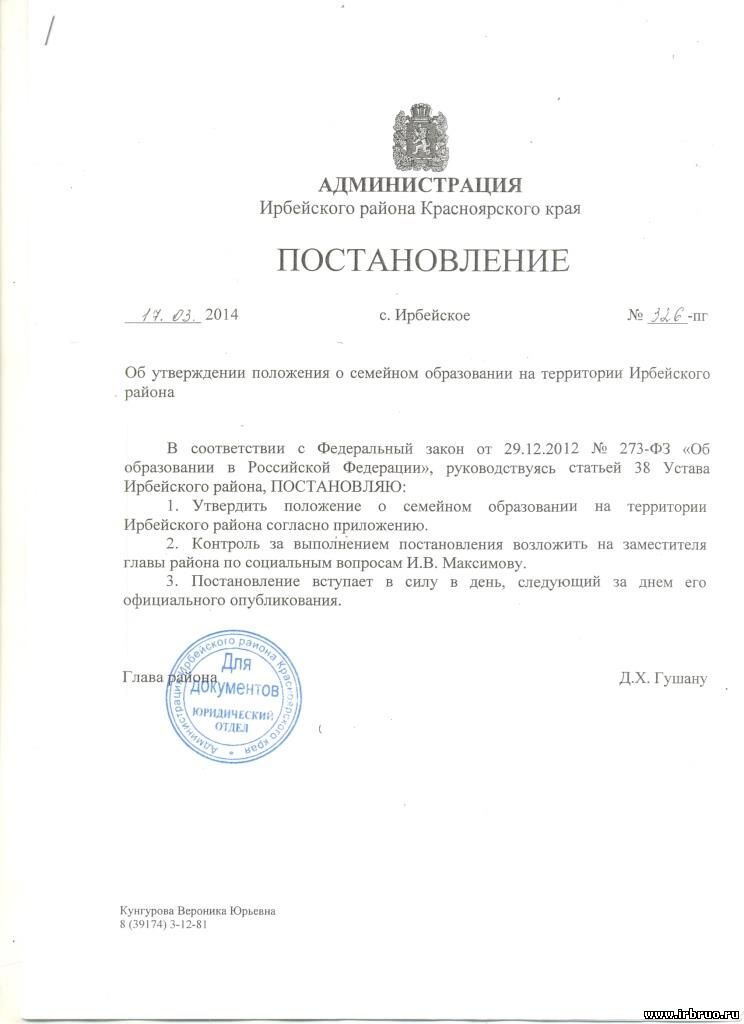 АДМИНИСТРАЦИЯ
Ирбейского района Красноярского края
ПОСТАНОВЛЕНИЕ
17. 03. 2014 с. Ирбейское № 326-пг
Об утверждении положения о семейном образовании на территории Ирбейского
района
В соответствии с Федеральный закон от 29.12.2012 № 273-ФЗ «Об
образовании в Российской Федерации», руководствуясь статьей 38 Устава
Ирбейского района, ПОСТАНОВЛЯЮ:
1. Утвердить положение о семейном образовании на территории
Ирбейского района согласно приложению.
2. Контроль за выполнением постановления возложить на заместителя
главы района по социальным вопросам И.В. Максимову.
3. Постановление вступает в силу в день, следующий за днем его
официального опубликования.
Глава района Д.Х. Гушану
Администрация Ирбейского района Красноярского края
Для
документов
ЮРИДИЧЕСКИЙ
ОТДЕЛ
Кунгурова Вероника Юрьевна
8 (39174) 3-12-81
www.irbruo.ru